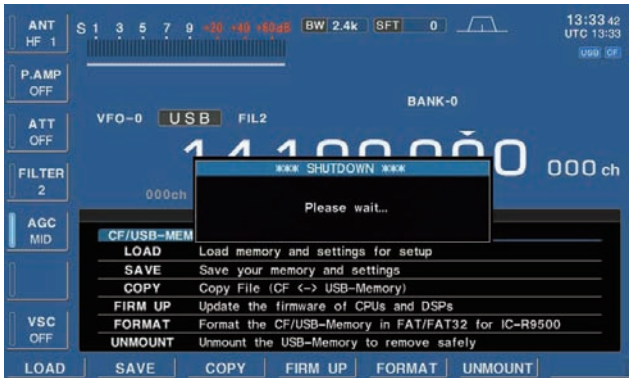 ANT
HF 1
P.AMP
OFF
ATT
OFF
FILTER
2
AGC
MID
VSC
OFF
S 1 3 5 7 9 +20 +40 +60dB
BW 2.4k SFT 0
13:33 42
UTC 13:33
USB CF
BANK-0
VFO-0 USB FIL2
000 ch
000ch
*** SHUTDOWN ***
Please wait...
CF/USB-MEM
LOAD Load memory and settings for setup
SAVE Save your memory and settings
COPY Copy File (CF <-> USB-Memory)
FIRM UP Update the firmware of CPUs and DSPs
FORMAT Format the CF/USB-Memory in FAT/FAT32 for IC-R9500
UNMOUNT Unmount the USB-Memory to remove safely
LOAD SAVE COPY FIRM UP FORMAT UNMOUNT